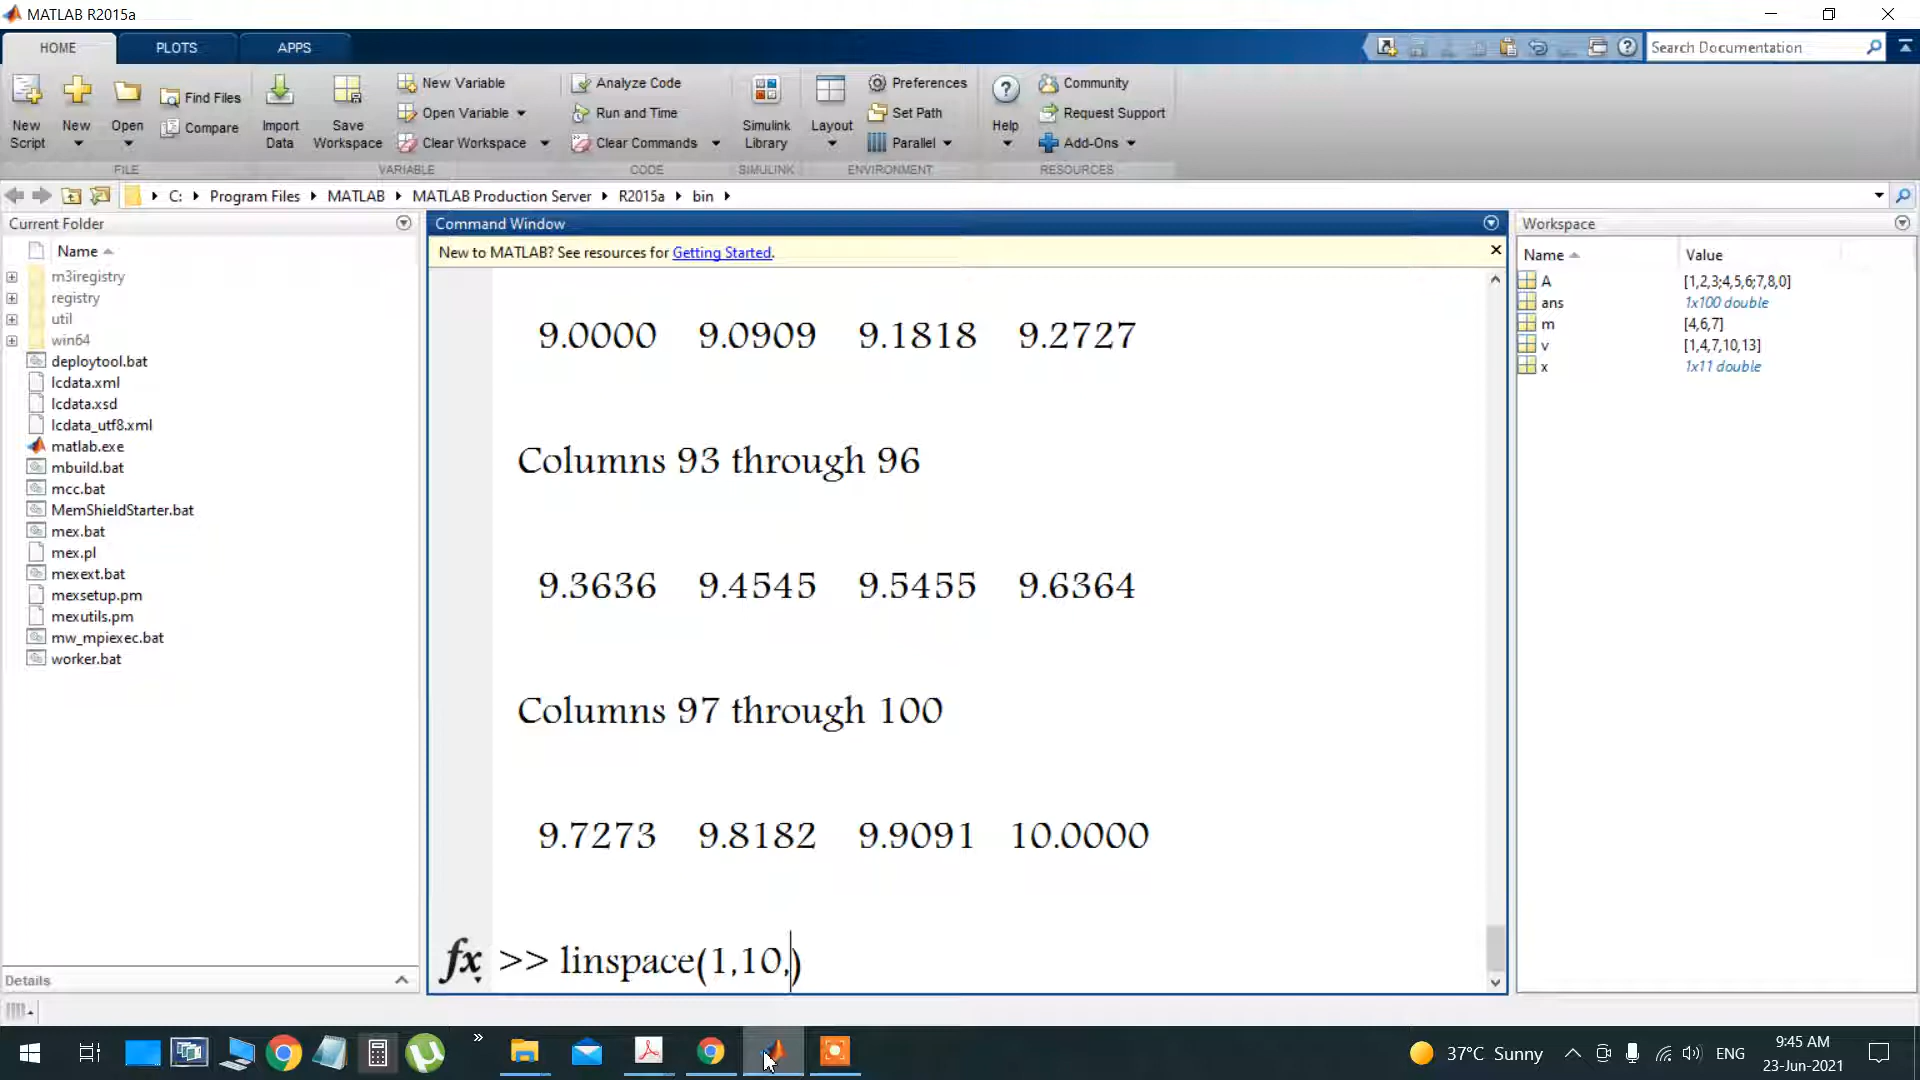 MATLAB R2015a
HOME PLOTS APPS
Search Documentation
New Script
New
Open
Find Files
Compare
Import Data
Save Workspace
New Variable
Open Variable
Clear Workspace
Analyze Code
Run and Time
Clear Commands
Simulink Library
Layout
Preferences
Set Path
Parallel
Help
Community
Request Support
Add-Ons
FILE VARIABLE CODE SIMULINK ENVIRONMENT RESOURCES
C: Program Files MATLAB MATLAB Production Server R2015a bin
Current Folder
Name
m3iregistry
registry
util
win64
deploytool.bat
lcdata.xml
lcdata.xsd
lcdata_utf8.xml
matlab.exe
mbuild.bat
mcc.bat
MemShieldStarter.bat
mex.bat
mex.pl
mexext.bat
mexsetup.pm
mexutils.pm
mw_mpiexec.bat
worker.bat
Details
Command Window
New to MATLAB? See resources for Getting Started.
9.0000 9.0909 9.1818 9.2727
Columns 93 through 96
9.3636 9.4545 9.5455 9.6364
Columns 97 through 100
9.7273 9.8182 9.9091 10.0000
fx >> linspace(1,10,)
Workspace
Name Value
A [1,2,3;4,5,6;7,8,0]
ans 1x100 double
m [4,6,7]
v [1,4,7,10,13]
x 1x11 double
37°C Sunny
ENG
9:45 AM
23-Jun-2021